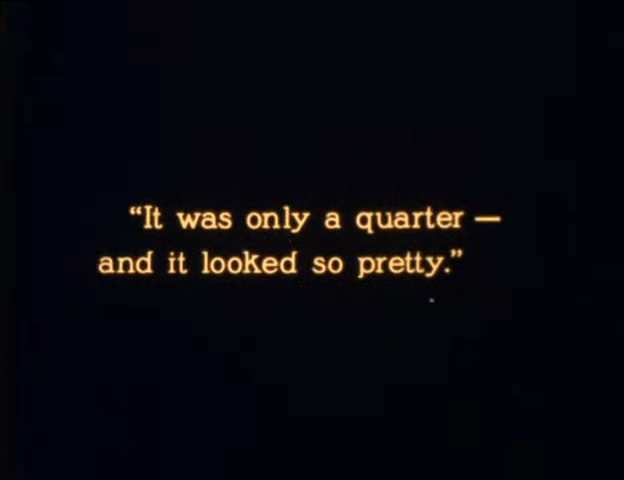 “It was only a quarter —
and it looked so pretty.”